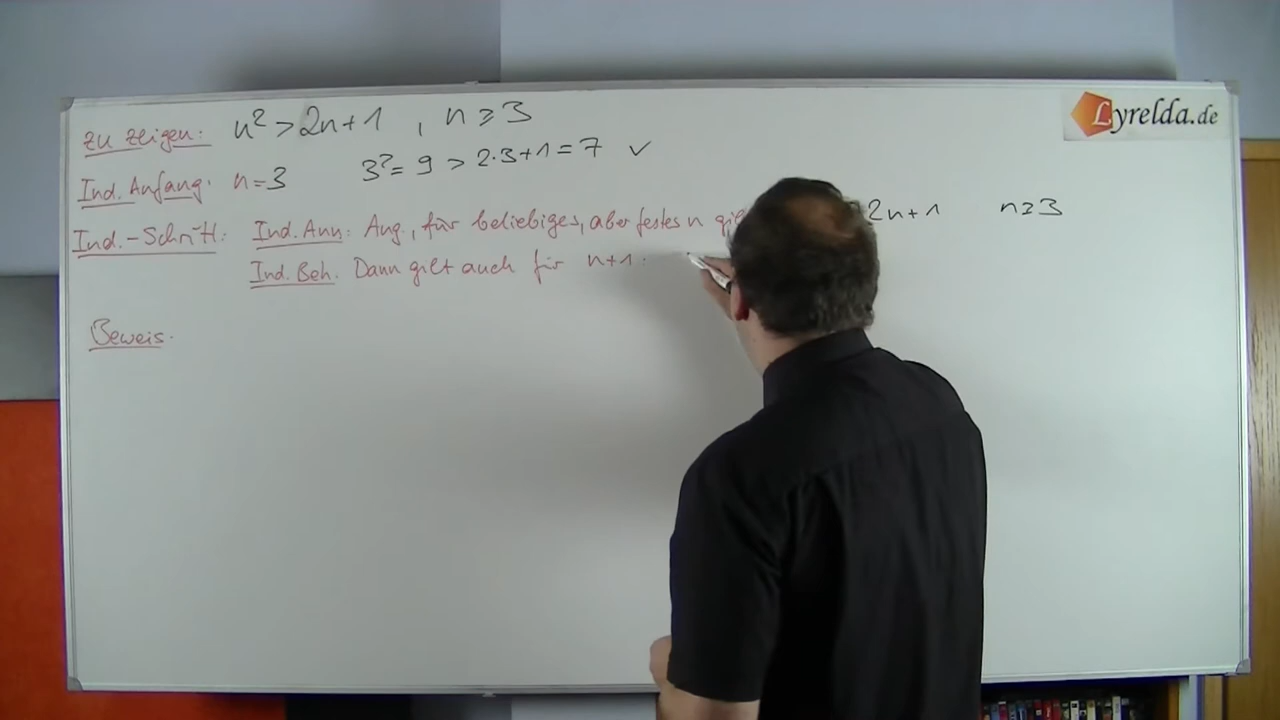 zu zeigen: n² > 2n+1 , n ≥ 3
Lyrelda.de
Ind. Anfang: n=3 3² = 9 > 2·3+1 = 7 ✓
Ind.-Schritt: Ind. Ann: Ang., für beliebiges, aber festes n 2n+1 n≥3
Ind. Beh. Dann gilt auch für n+1:
Beweis: